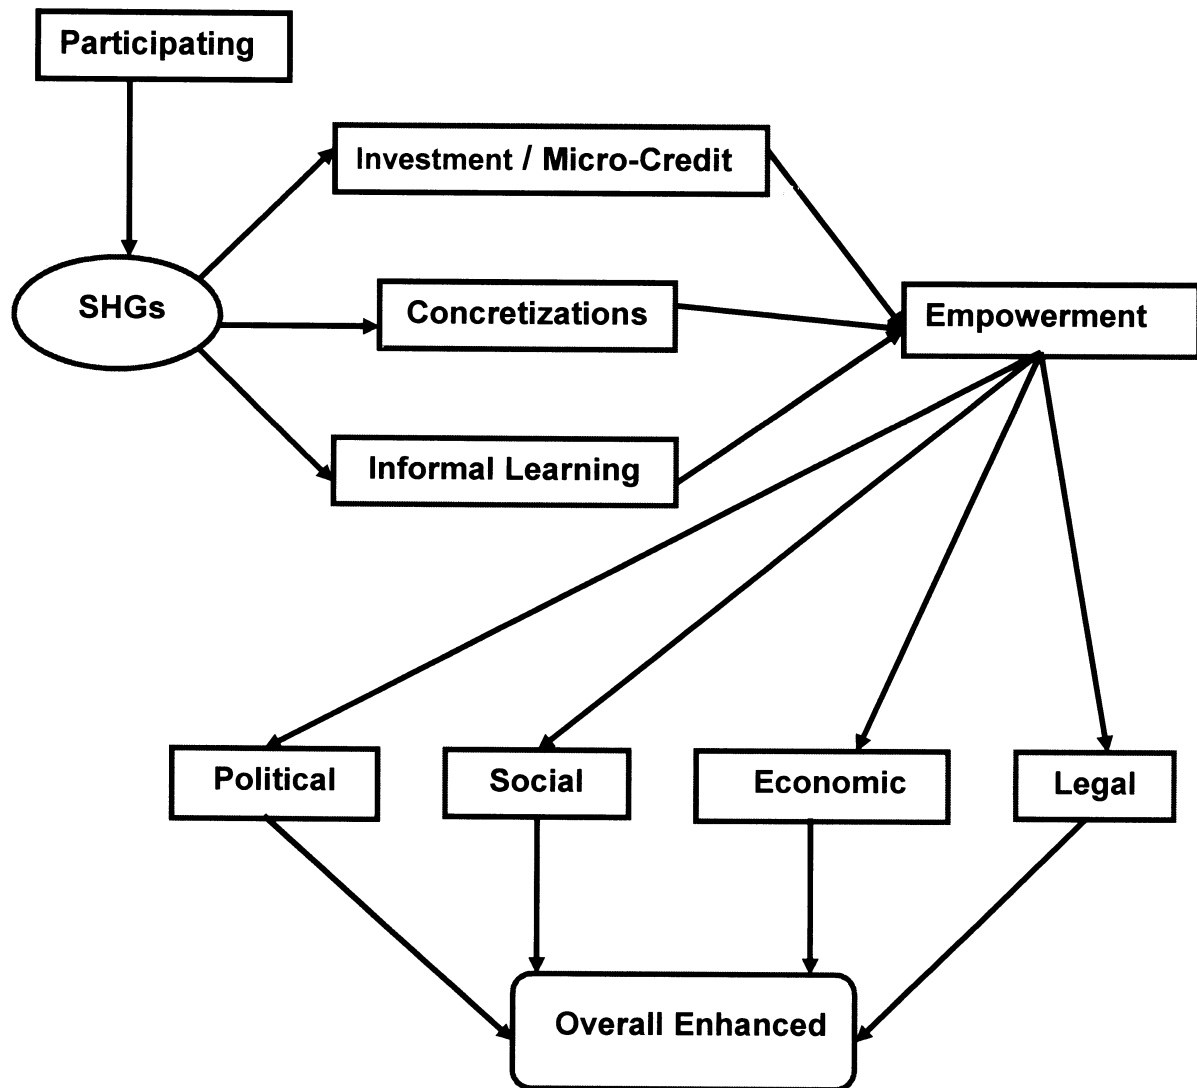 Participating
Investment / Micro-Credit
SHGs
Concretizations
Empowerment
Informal Learning
Political
Social
Economic
Legal
Overall Enhanced